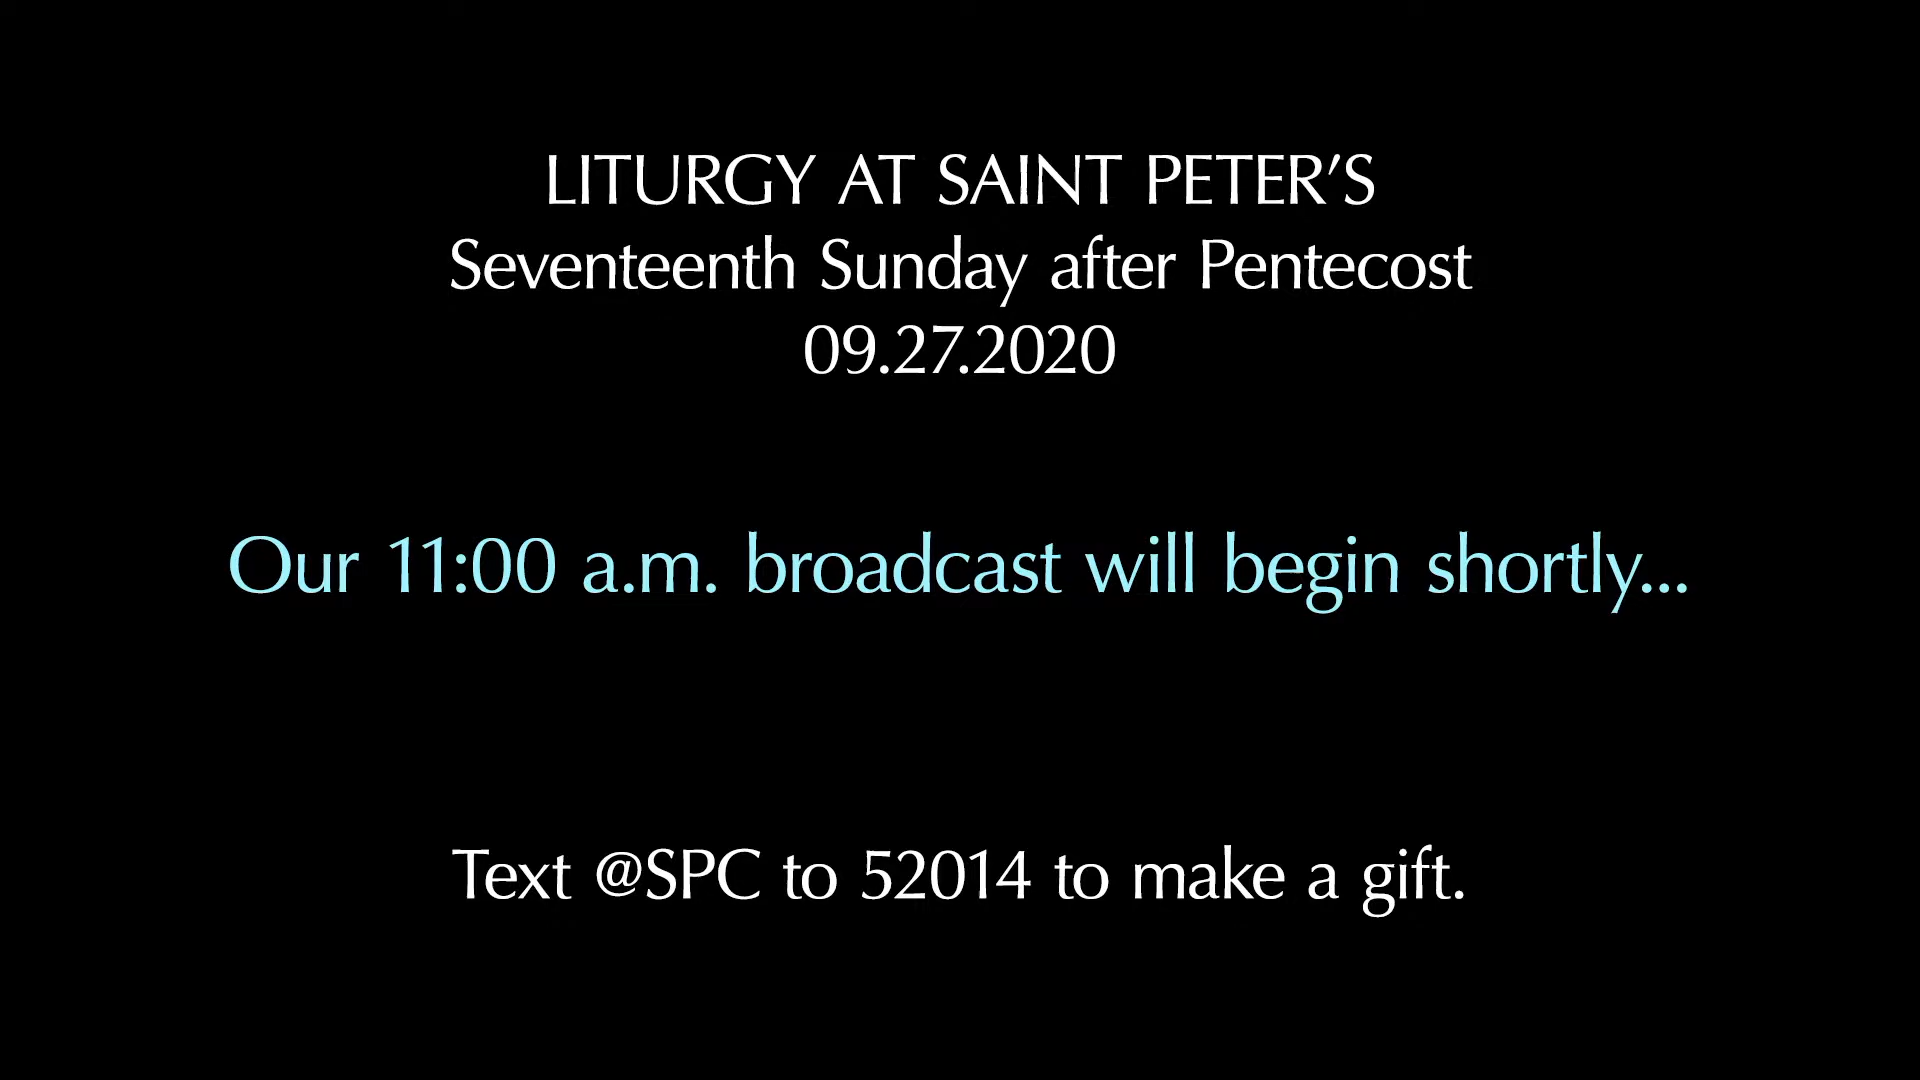 LITURGY AT SAINT PETER’S
Seventeenth Sunday after Pentecost
09.27.2020
Our 11:00 a.m. broadcast will begin shortly...
Text @SPC to 52014 to make a gift.